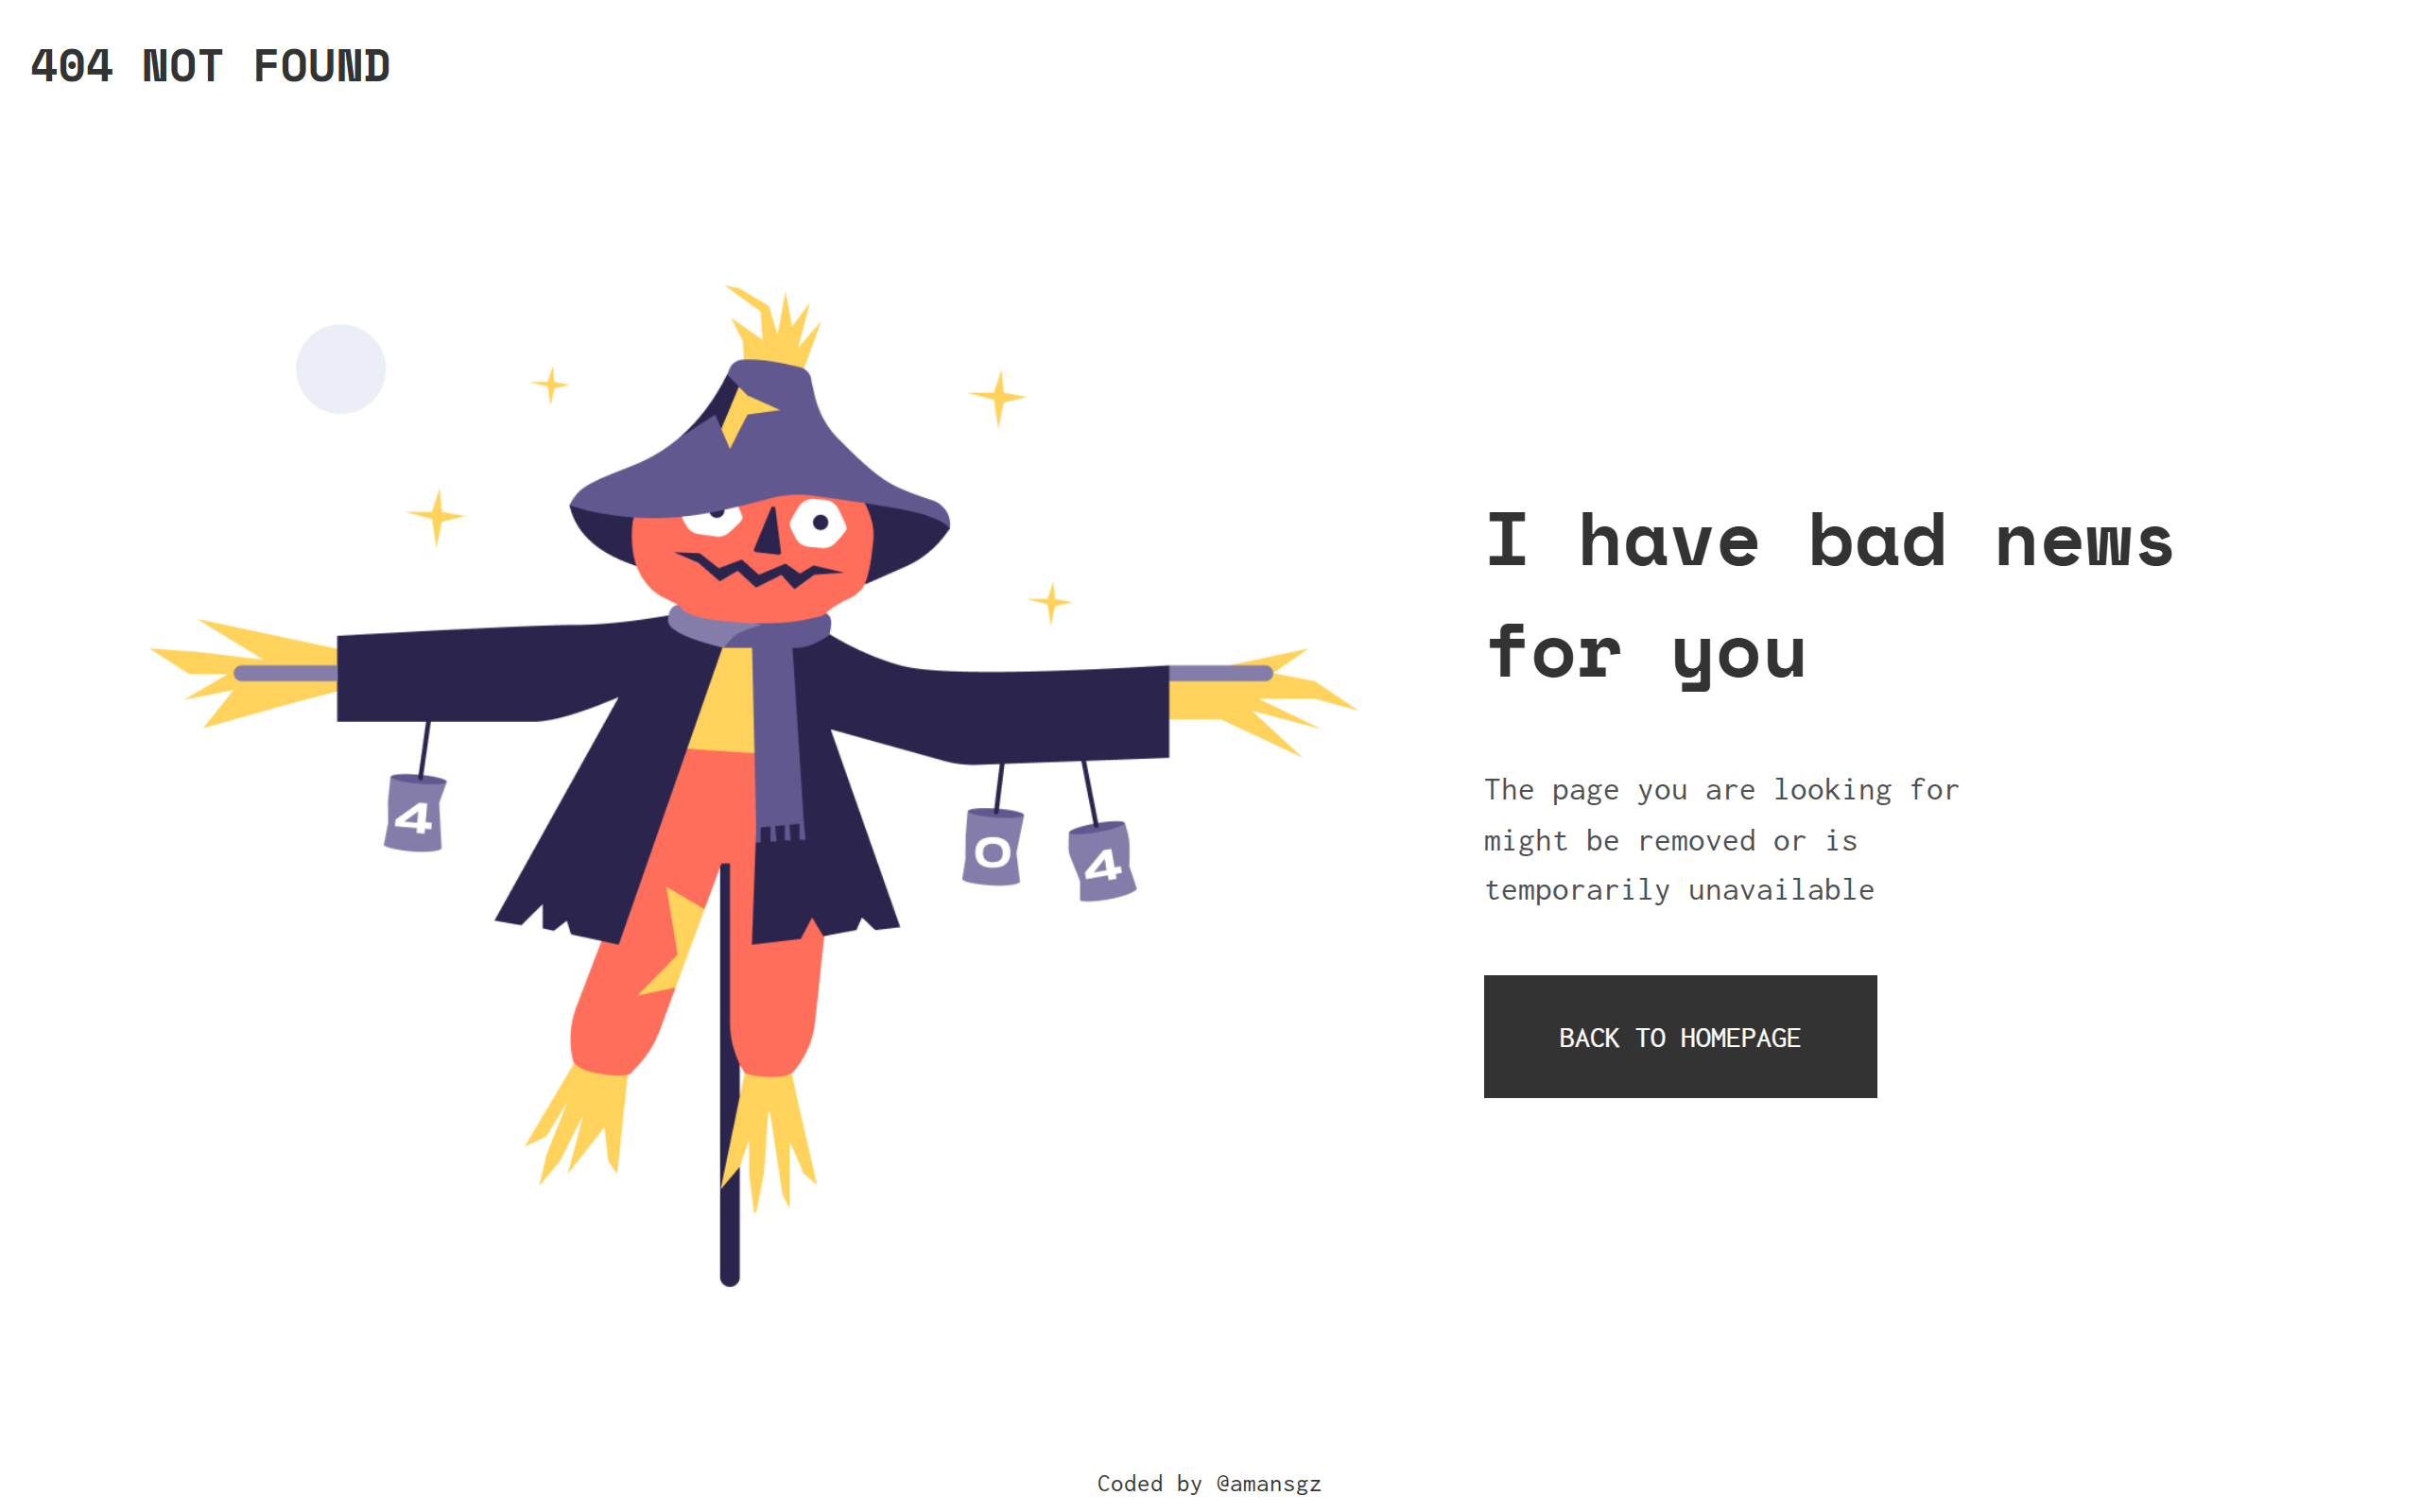 404 NOT FOUND
4
0
4
I have bad news
for you
The page you are looking for
might be removed or is
temporarily unavailable
BACK TO HOMEPAGE
Coded by @amansgz